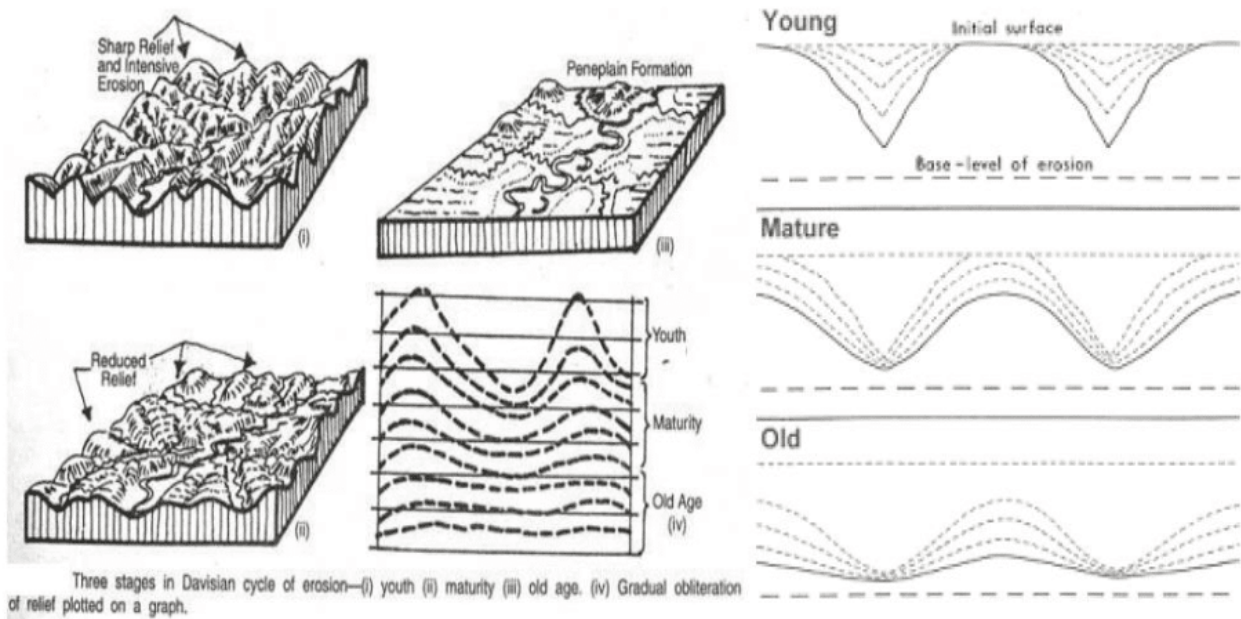 Sharp Relief
and Intensive
Erosion
(i)
Peneplain Formation
(iii)
Reduced
Relief
(ii)
Youth
Maturity
Old Age
(iv)
Three stages in Davisian cycle of erosion—(i) youth (ii) maturity (iii) old age. (iv) Gradual obliteration
of relief plotted on a graph.
Young
Initial surface
Base-level of erosion
Mature
Old